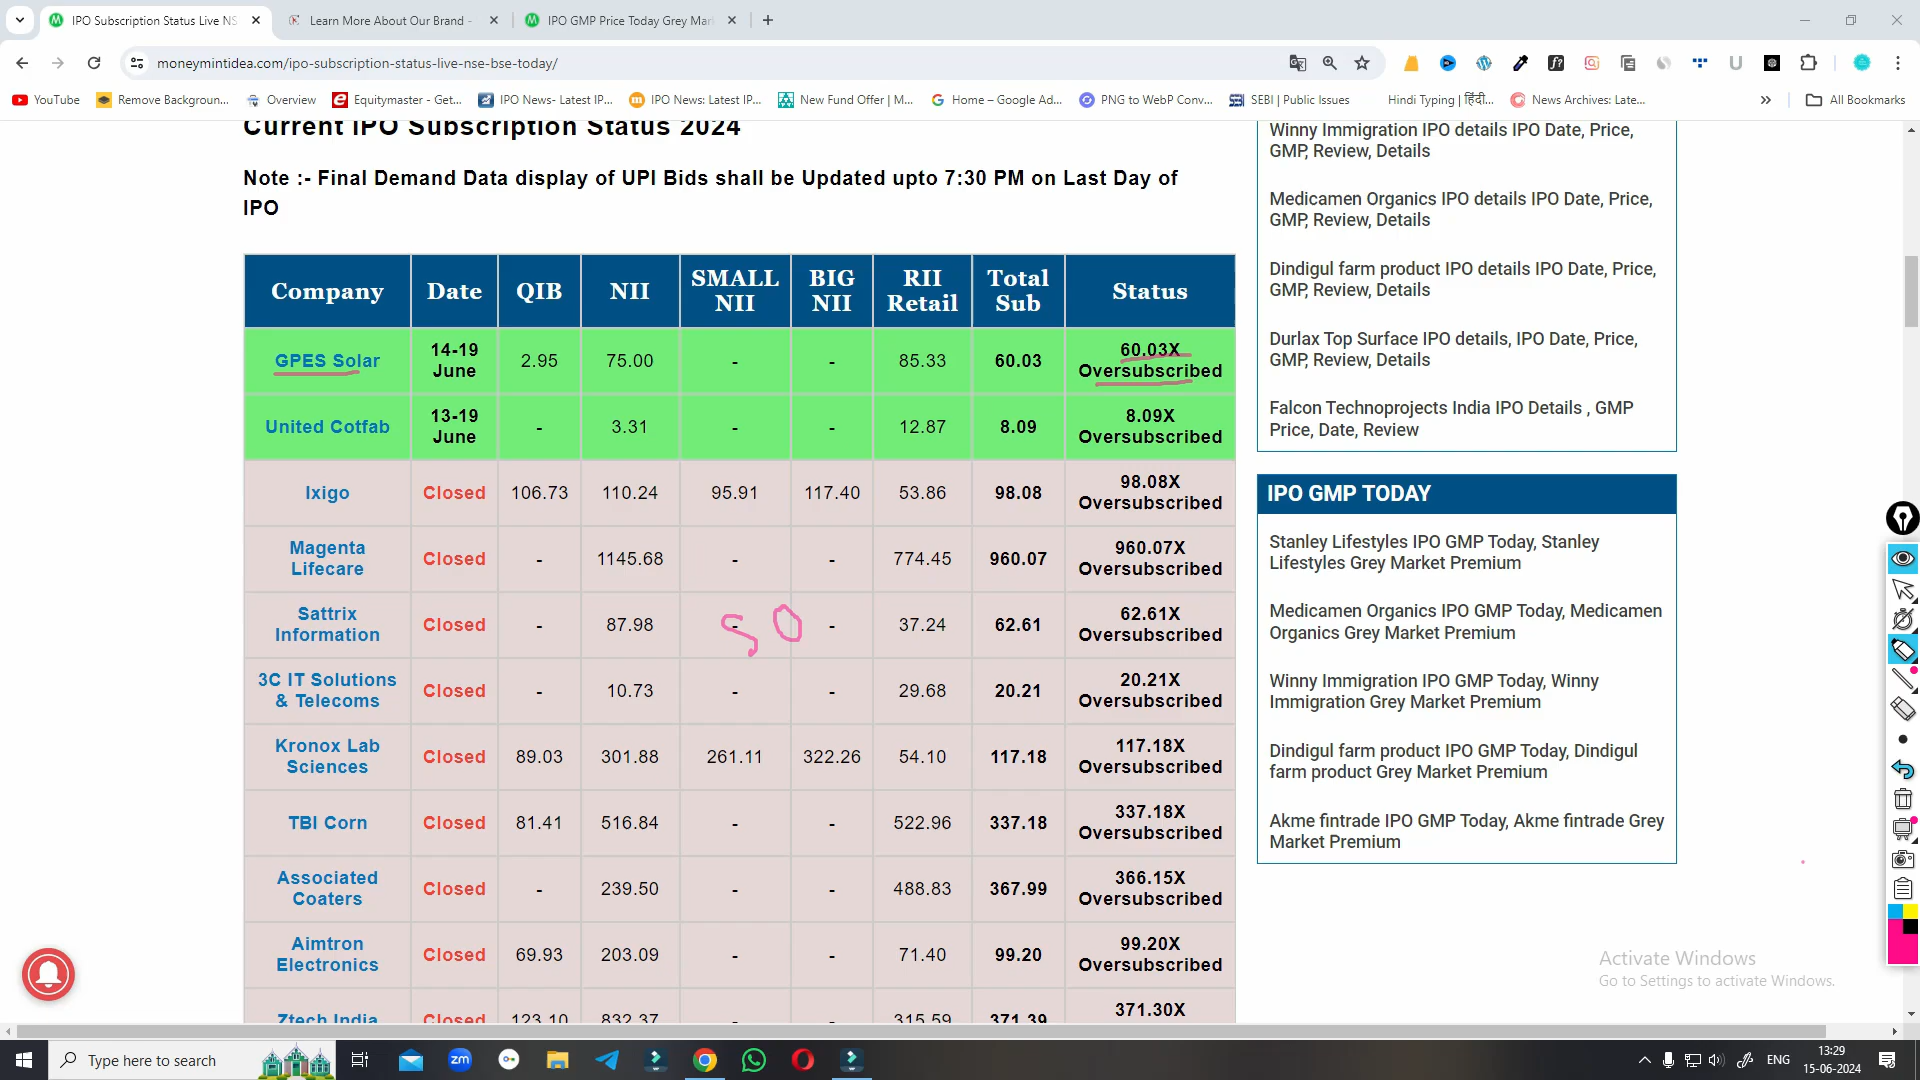 IPO Subscription Status Live NS
Learn More About Our Brand -
IPO GMP Price Today Grey Mar
moneymintidea.com/ipo-subscription-status-live-nse-bse-today/
YouTube
Remove Backgroun...
Overview
Equitymaster - Get...
IPO News- Latest IP...
IPO News: Latest IP...
New Fund Offer | M...
Home – Google Ad...
PNG to WebP Conv...
SEBI | Public Issues
Hindi Typing | हिंदी...
News Archives: Late...
All Bookmarks
Current IPO Subscription Status 2024
Note :- Final Demand Data display of UPI Bids shall be Updated upto 7:30 PM on Last Day of
IPO
Company Date QIB NII SMALL NII BIG NII RII Retail Total Sub Status
GPES Solar 14-19 June 2.95 75.00 - - 85.33 60.03 60.03X Oversubscribed
United Cotfab 13-19 June - 3.31 - - 12.87 8.09 8.09X Oversubscribed
Ixigo Closed 106.73 110.24 95.91 117.40 53.86 98.08 98.08X Oversubscribed
Magenta Lifecare Closed - 1145.68 - - 774.45 960.07 960.07X Oversubscribed
Sattrix Information Closed - 87.98 - - 37.24 62.61 62.61X Oversubscribed
3C IT Solutions & Telecoms Closed - 10.73 - - 29.68 20.21 20.21X Oversubscribed
Kronox Lab Sciences Closed 89.03 301.88 261.11 322.26 54.10 117.18 117.18X Oversubscribed
TBI Corn Closed 81.41 516.84 - - 522.96 337.18 337.18X Oversubscribed
Associated Coaters Closed - 239.50 - - 488.83 367.99 366.15X Oversubscribed
Aimtron Electronics Closed 69.93 203.09 - - 71.40 99.20 99.20X Oversubscribed
Ztech India Closed 123.10 832.37 - - 315.59 371.39 371.30X
Winny Immigration IPO details IPO Date, Price,
GMP, Review, Details
Medicamen Organics IPO details IPO Date, Price,
GMP, Review, Details
Dindigul farm product IPO details IPO Date, Price,
GMP, Review, Details
Durlax Top Surface IPO details, IPO Date, Price,
GMP, Review, Details
Falcon Technoprojects India IPO Details , GMP
Price, Date, Review
IPO GMP TODAY
Stanley Lifestyles IPO GMP Today, Stanley
Lifestyles Grey Market Premium
Medicamen Organics IPO GMP Today, Medicamen
Organics Grey Market Premium
Winny Immigration IPO GMP Today, Winny
Immigration Grey Market Premium
Dindigul farm product IPO GMP Today, Dindigul
farm product Grey Market Premium
Akme fintrade IPO GMP Today, Akme fintrade Grey
Market Premium
Activate Windows
Go to Settings to activate Windows.
Type here to search
zm
ENG
13:29
15-06-2024